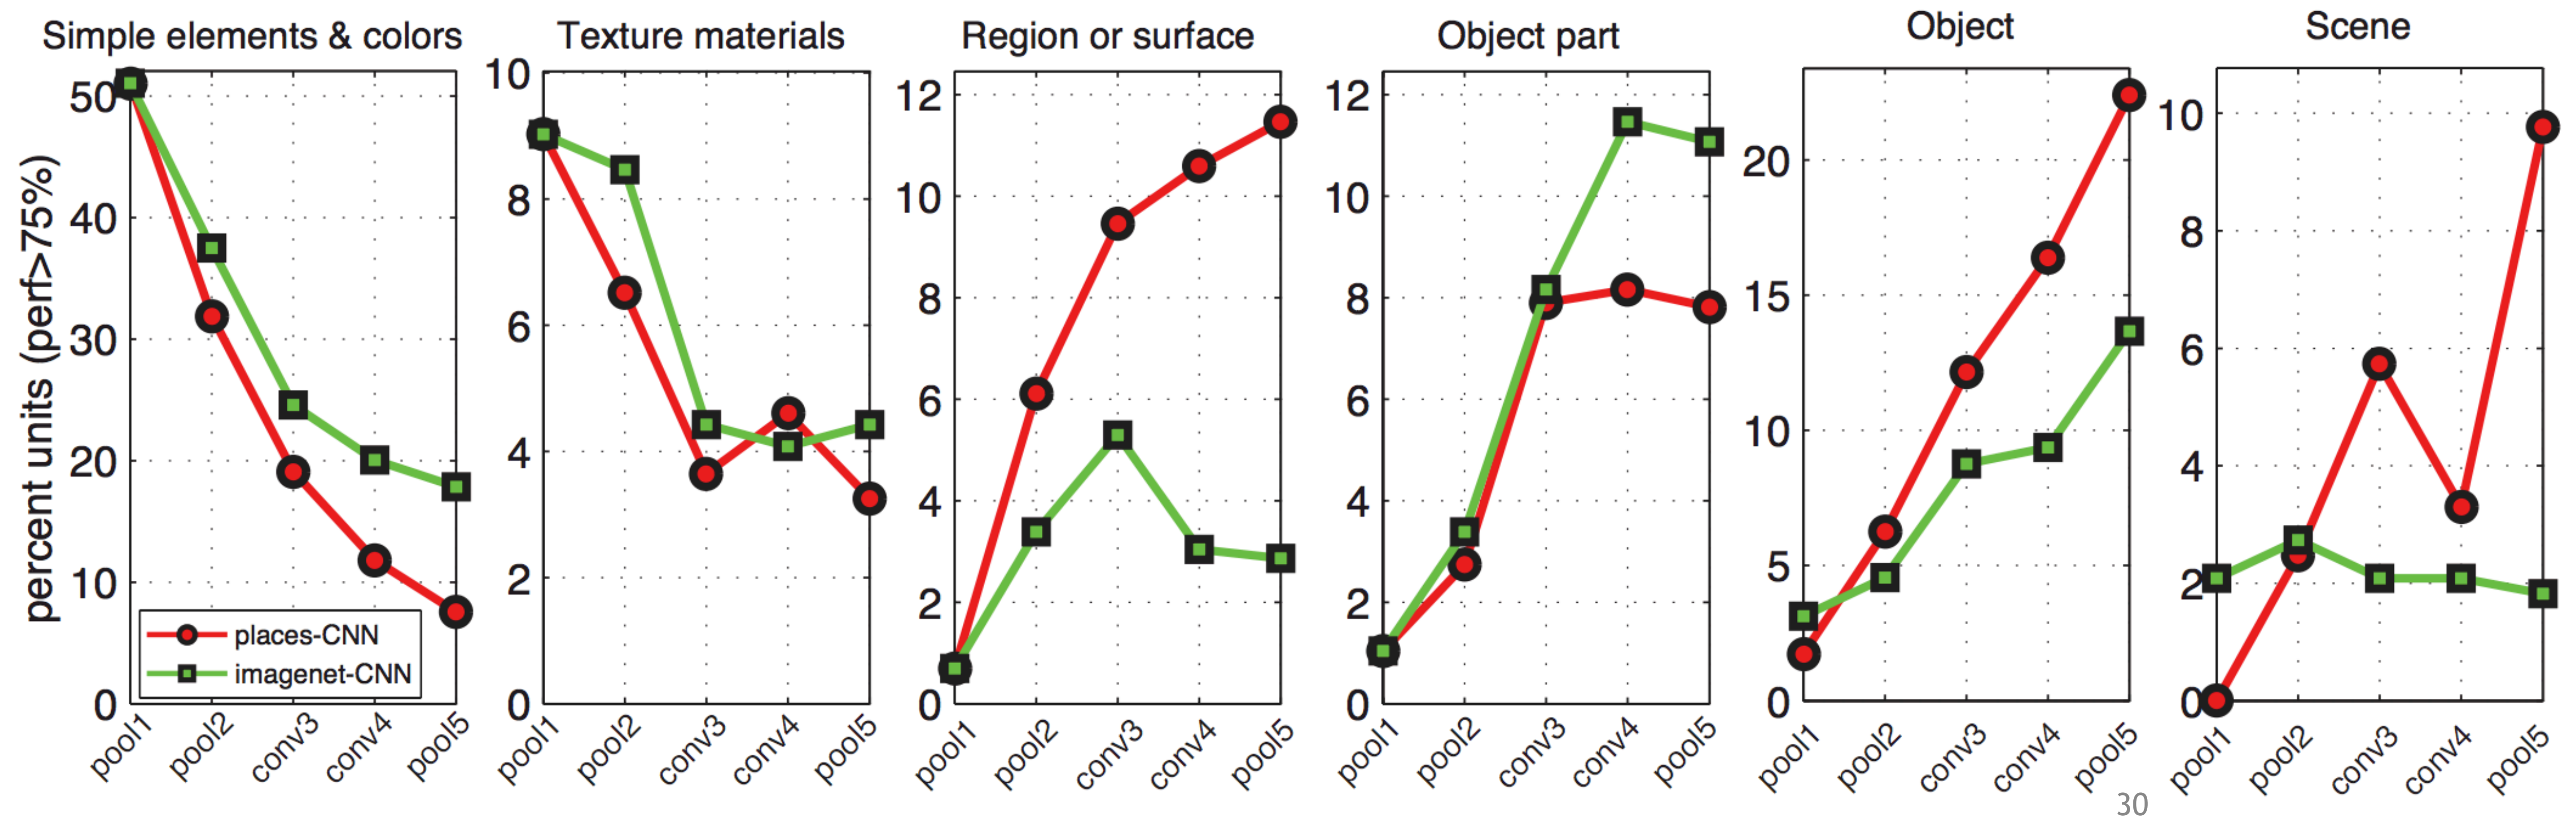 Simple elements & colors
percent units (perf>75%)
50
40
30
20
10
0
places-CNN
imagenet-CNN
pool1
pool2
conv3
conv4
pool5
Texture materials
10
8
6
4
2
0
pool1
pool2
conv3
conv4
pool5
Region or surface
12
10
8
6
4
2
0
pool1
pool2
conv3
conv4
pool5
Object part
12
10
8
6
4
2
0
pool1
pool2
conv3
conv4
pool5
Object
20
15
10
5
0
pool1
pool2
conv3
conv4
pool5
Scene
10
8
6
4
2
0
pool1
pool2
conv3
conv4
pool5
30